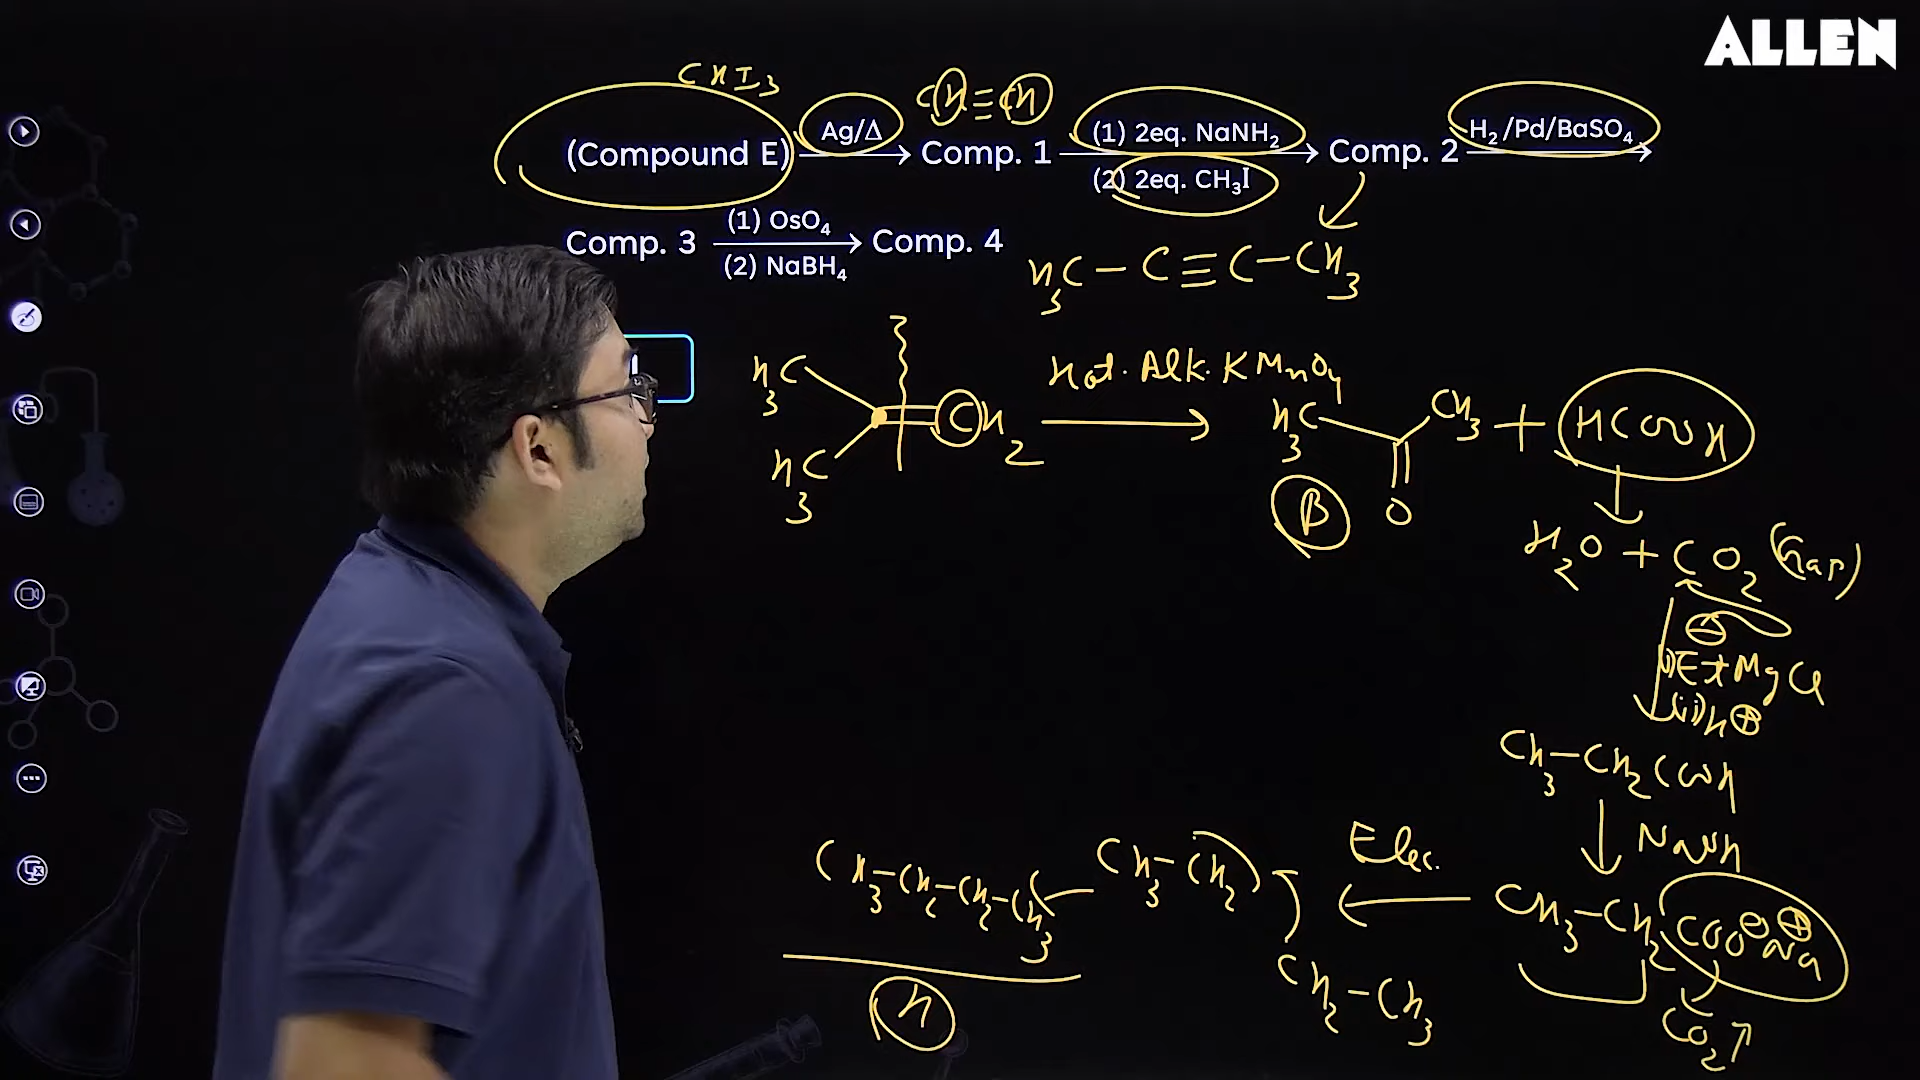 ALLEN
CHI3
CH≡CH
(Compound E) Ag/Δ Comp. 1 (1) 2eq. NaNH2 (2) 2eq. CH3I Comp. 2 H2/Pd/BaSO4
Comp. 3 (1) OsO4 (2) NaBH4 Comp. 4
H3C-C≡C-CH3
H3C H3C CH2 Hot. Alk. KMnO4 H3C CH3 O + HCOOH
B
H2O + CO2 (Gas)
⊖
i) EtMgCl
ii) H⊕
CH3-CH2COOH
NaOH
CH3-CH2-CH2-CH3 CH3-CH2 Elec. CH3-CH2COO⊖Na⊕
CH2-CH3
H
CO2↑